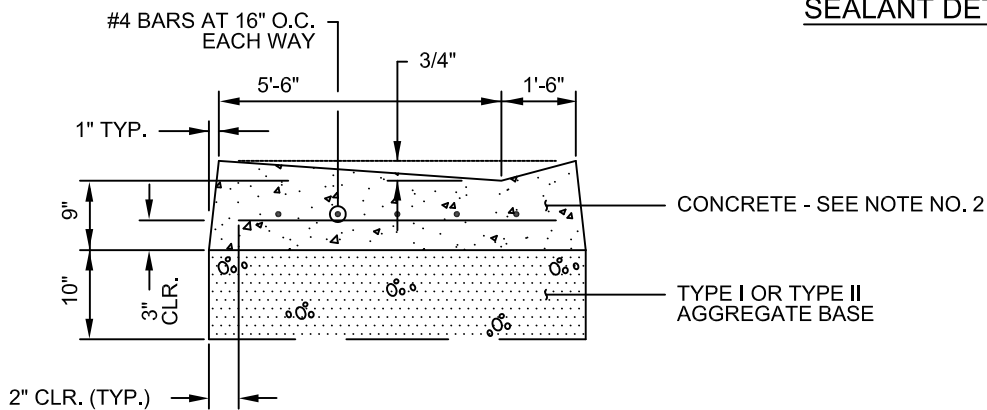 SEALANT DET
#4 BARS AT 16" O.C.
EACH WAY
3/4"
5'-6"
1'-6"
1" TYP.
9"
CONCRETE - SEE NOTE NO. 2
10"
3"
CLR.
TYPE I OR TYPE II
AGGREGATE BASE
2" CLR. (TYP.)